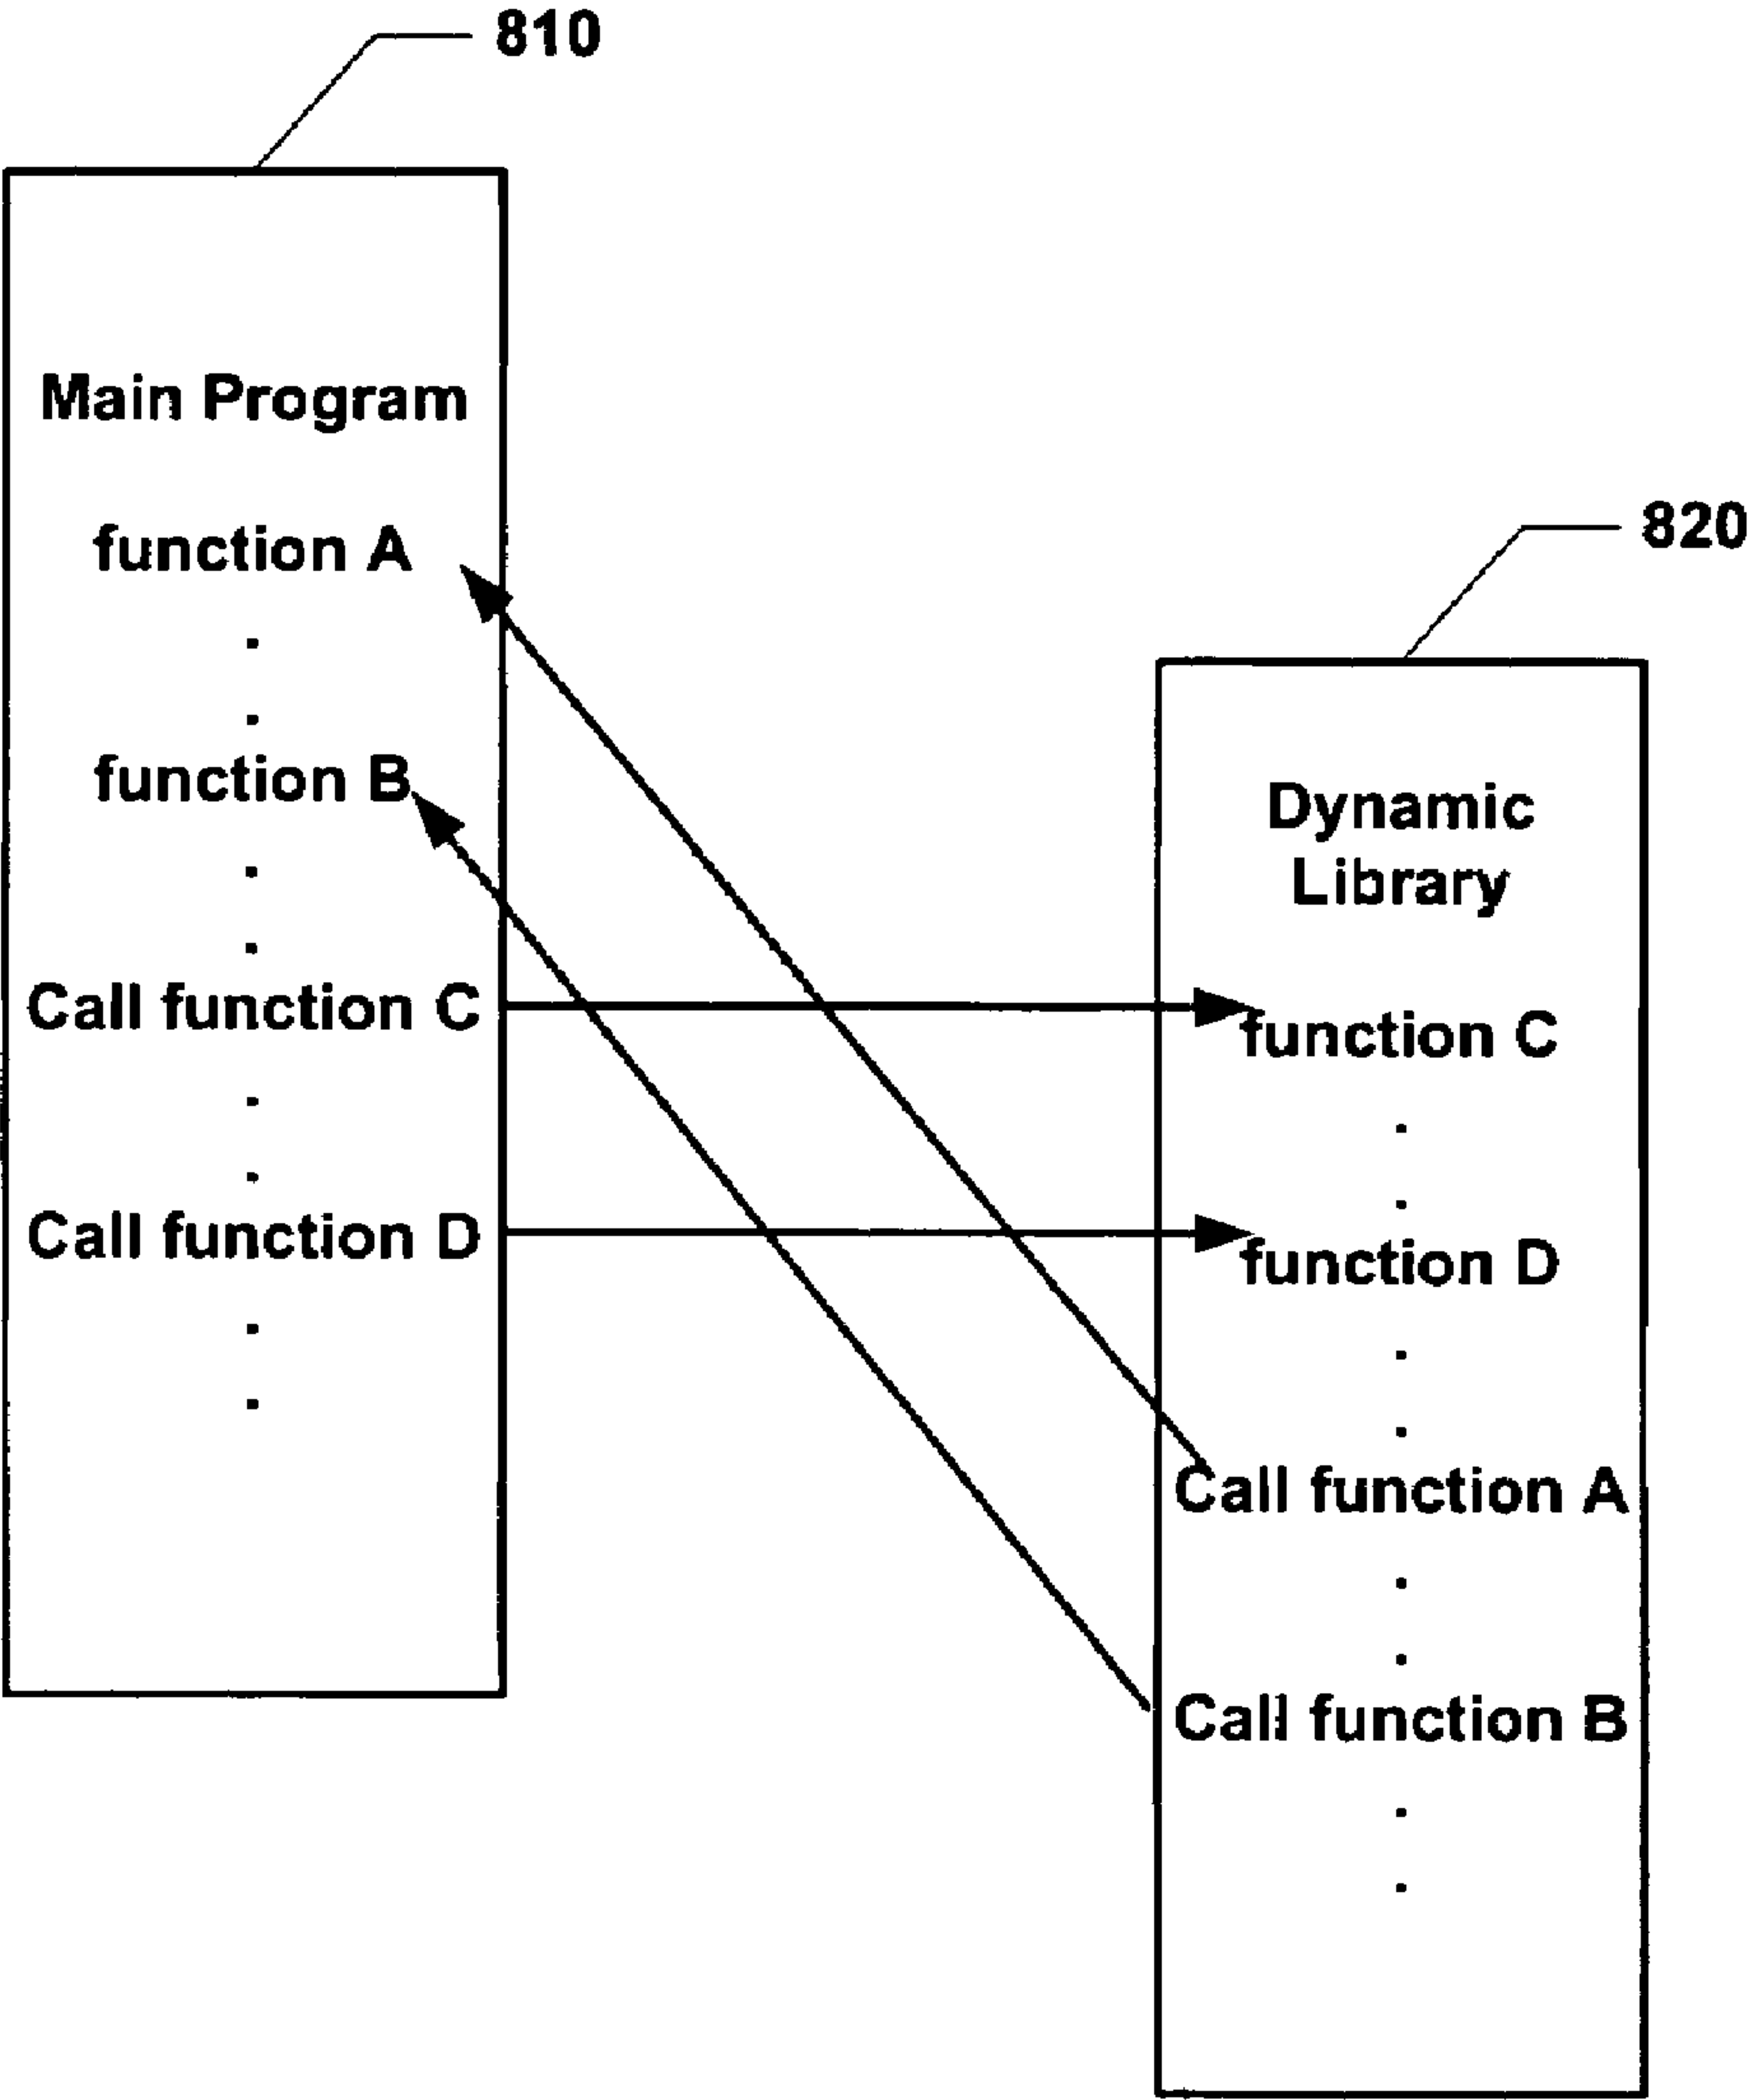 810
Main Program
function A
.
.
function B
.
.
Call function C
.
.
Call function D
.
.
820
Dynamic
Library
function C
.
.
function D
.
.
Call function A
.
.
Call function B
.
.